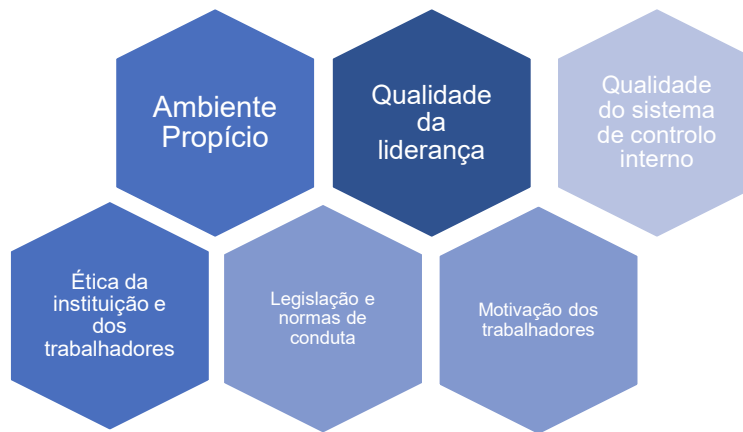 Ambiente
Propício
Qualidade
da
liderança
Qualidade
do sistema
de controlo
interno
Ética da
instituição e
dos
trabalhadores
Legislação e
normas de
conduta
Motivação dos
trabalhadores